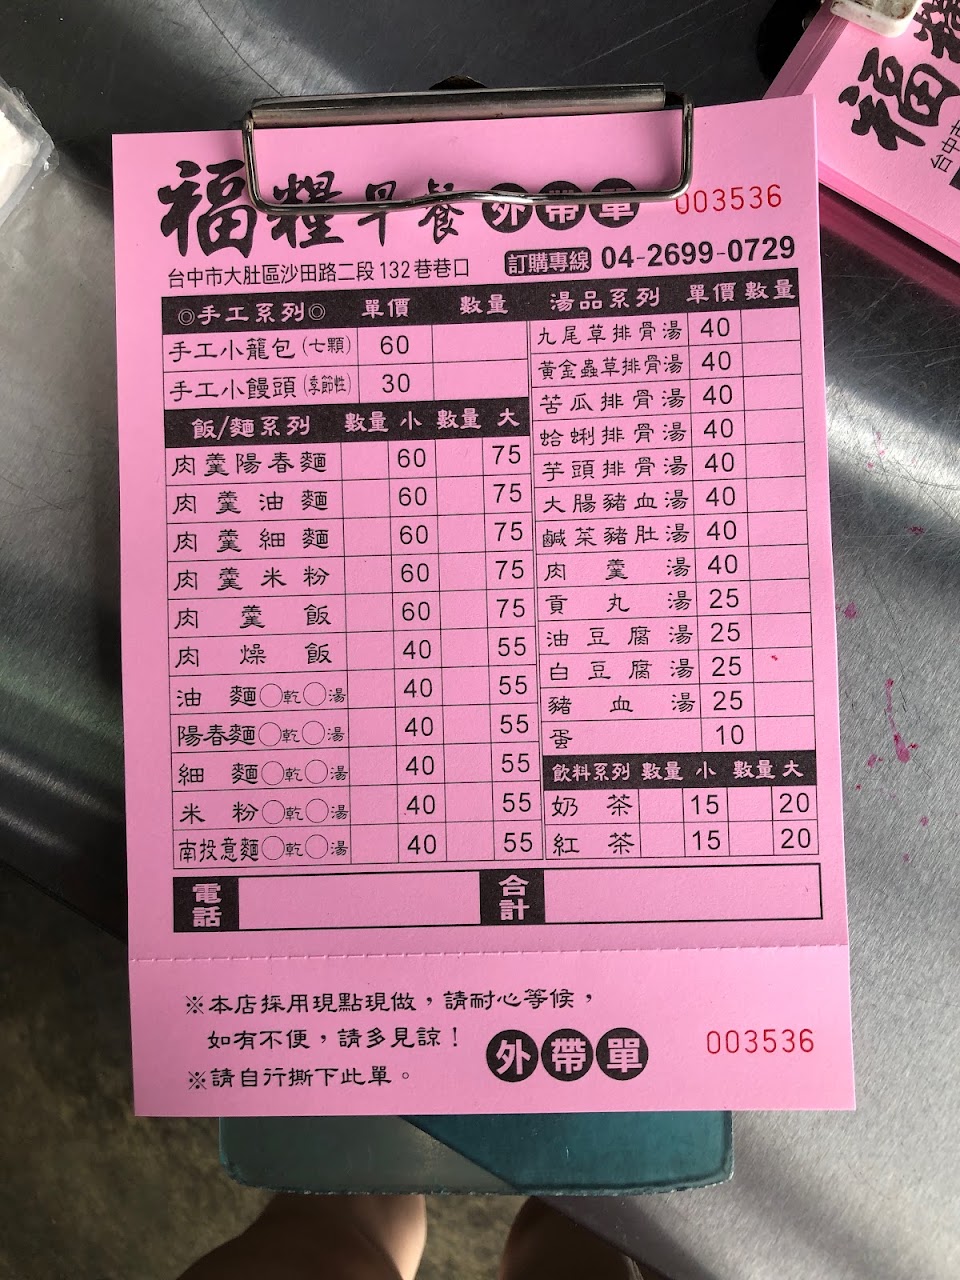 福糧早餐 外帶單 003536
台中市大肚區沙田路二段132巷巷口 訂購專線 04-2699-0729
◎手工系列◎ 單價 數量
手工小籠包(七顆) 60
手工小饅頭(季節性) 30
飯/麵系列 數量 小 數量 大
肉羹陽春麵 60 75
肉羹油麵 60 75
肉羹細麵 60 75
肉羹米粉 60 75
肉羹飯 60 75
肉燥飯 40 55
油麵○乾○湯 40 55
陽春麵○乾○湯 40 55
細麵○乾○湯 40 55
米粉○乾○湯 40 55
南投意麵○乾○湯 40 55
湯品系列 單價 數量
九尾草排骨湯 40
黃金蟲草排骨湯 40
苦瓜排骨湯 40
蛤蜊排骨湯 40
芋頭排骨湯 40
大腸豬血湯 40
鹹菜豬肚湯 40
肉羹湯 40
貢丸湯 25
油豆腐湯 25
白豆腐湯 25
豬血湯 25
蛋 10
飲料系列 數量 小 數量 大
奶茶 15 20
紅茶 15 20
電話 合計
※本店採用現點現做，請耐心等候，
如有不便，請多見諒！
※請自行撕下此單。
外帶單 003536
福
台中市